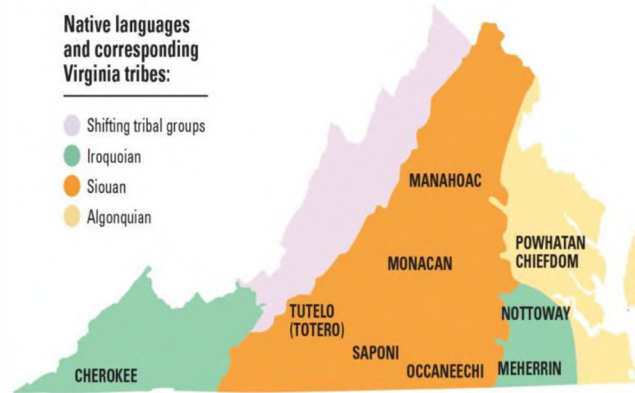 Native languages
and corresponding
Virginia tribes:
Shifting tribal groups
Iroquoian
Siouan
Algonquian
MANAHOAC
POWHATAN
CHIEFDOM
MONACAN
TUTELO
(TOTERO)
NOTTOWAY
SAPONI
OCCANEECHI
MEHERRIN
CHEROKEE